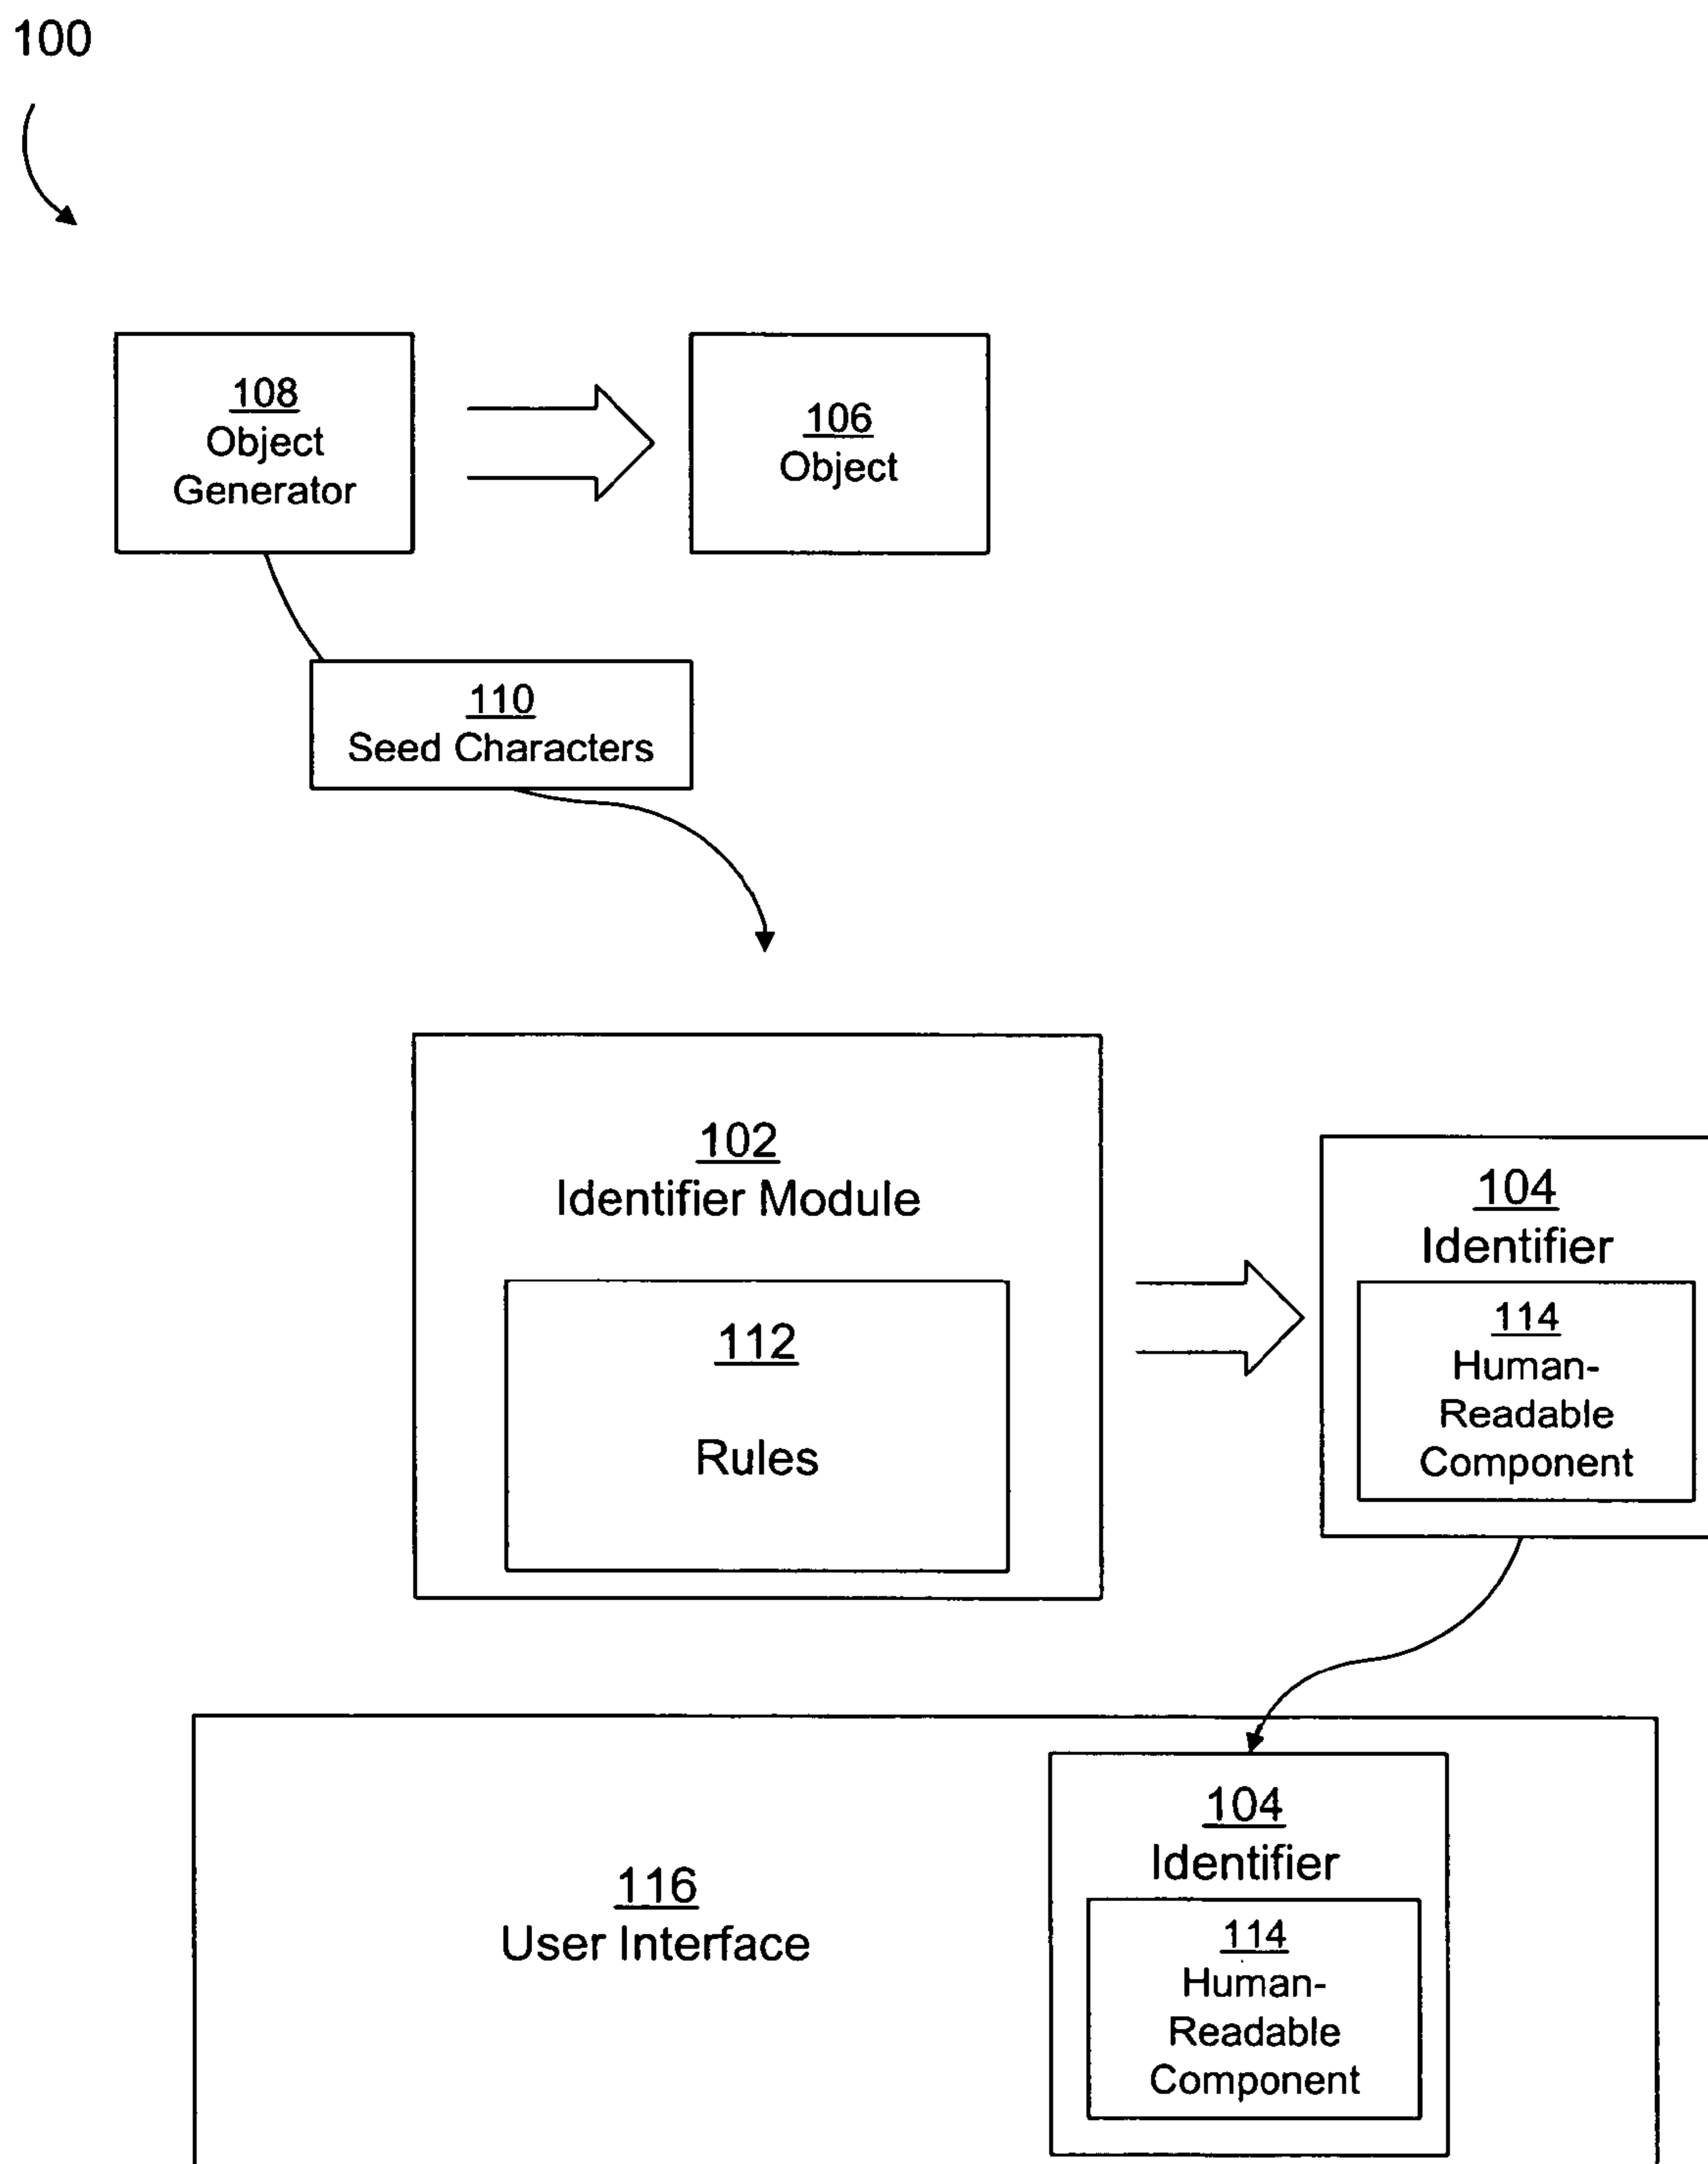 100
108
Object
Generator
106
Object
110
Seed Characters
102
Identifier Module
112
Rules
104
Identifier
114
Human-
Readable
Component
116
User Interface
104
Identifier
114
Human-
Readable
Component